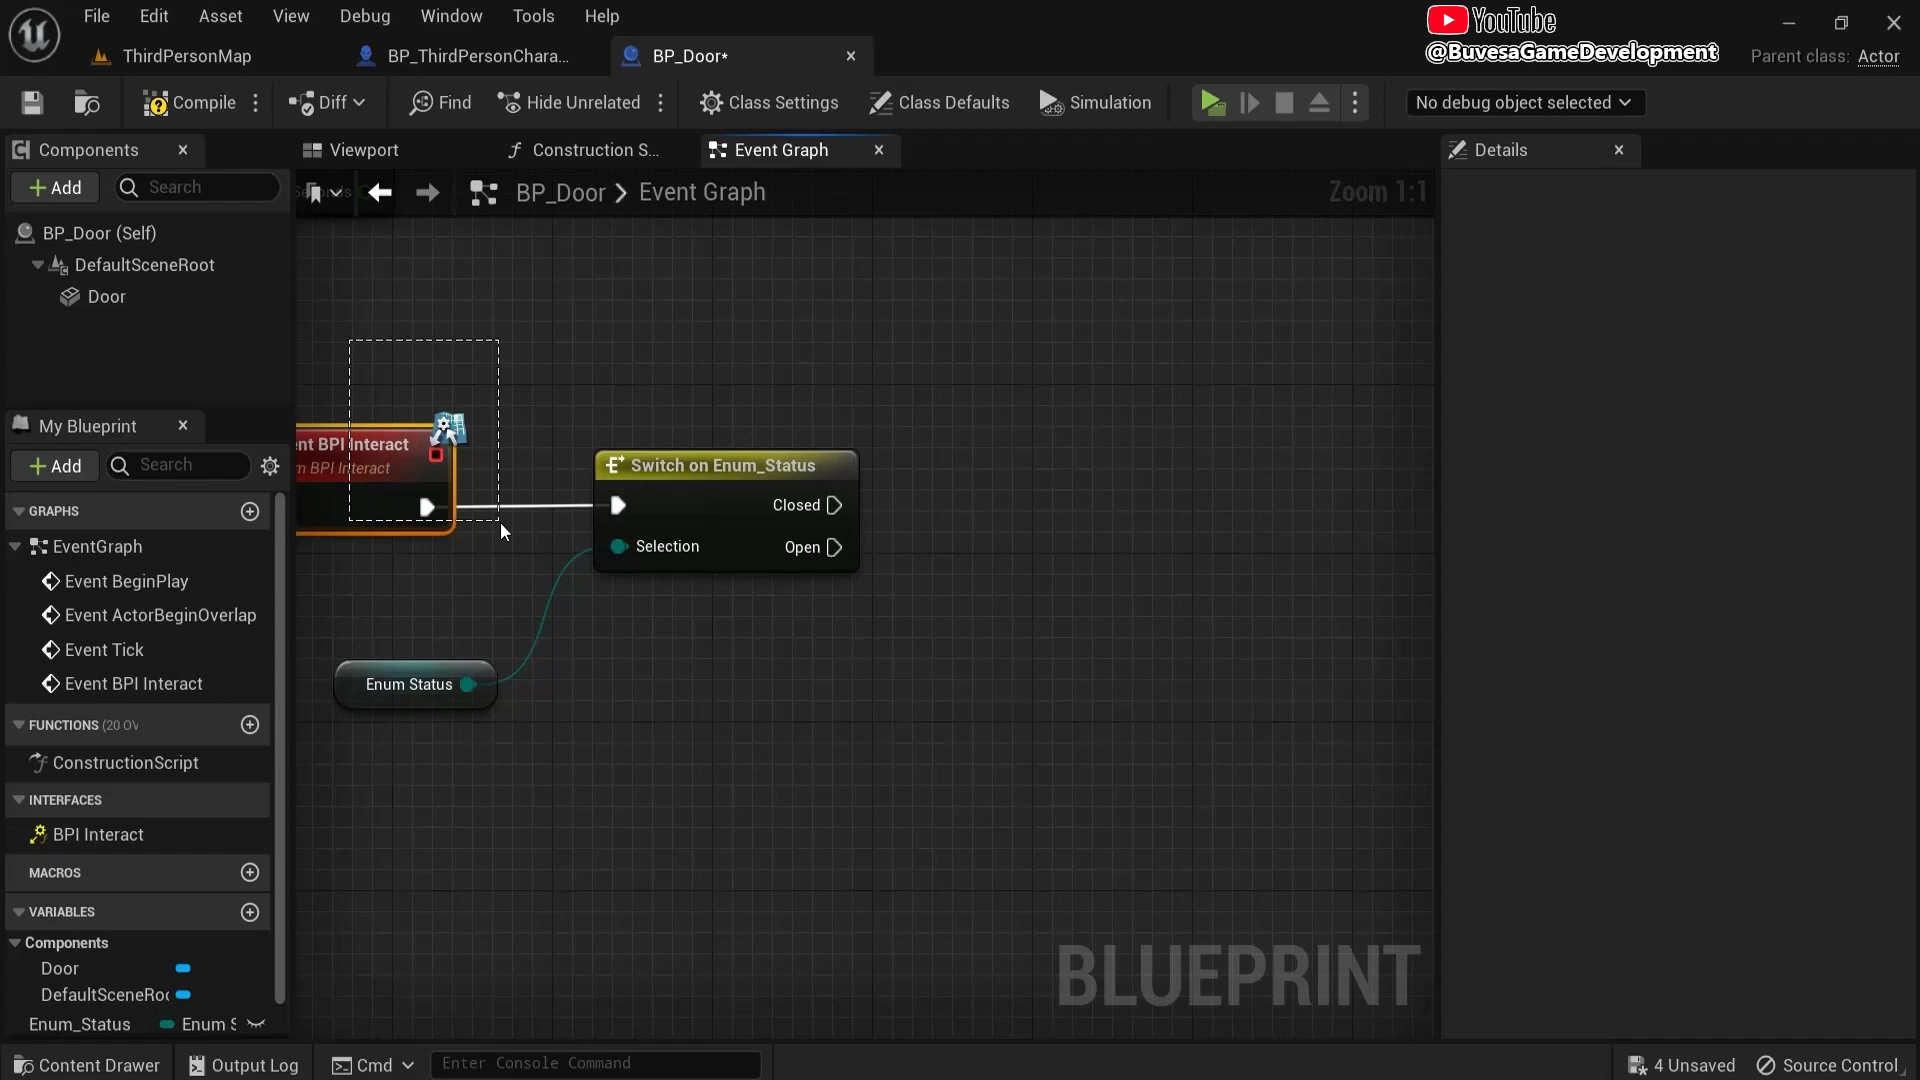 File Edit Asset View Debug Window Tools Help
YouTube
@BuvesaGameDevelopment
ThirdPersonMap BP_ThirdPersonChara... BP_Door* Parent class: Actor
Compile Diff Find Hide Unrelated Class Settings Class Defaults Simulation No debug object selected
Components Viewport Construction S... Event Graph Details
Add Search BP_Door > Event Graph Zoom 1:1
BP_Door (Self)
DefaultSceneRoot
Door
My Blueprint
Add Search
GRAPHS
EventGraph
Event BeginPlay
Event ActorBeginOverlap
Event Tick
Event BPI Interact
FUNCTIONS (20 OV
ConstructionScript
INTERFACES
BPI Interact
MACROS
VARIABLES
Components
Door
DefaultSceneRoo
Enum_Status Enum S
nt BPI Interact
m BPI Interact
Switch on Enum_Status
Closed
Selection Open
Enum Status
BLUEPRINT
Content Drawer Output Log Cmd Enter Console Command 4 Unsaved Source Control